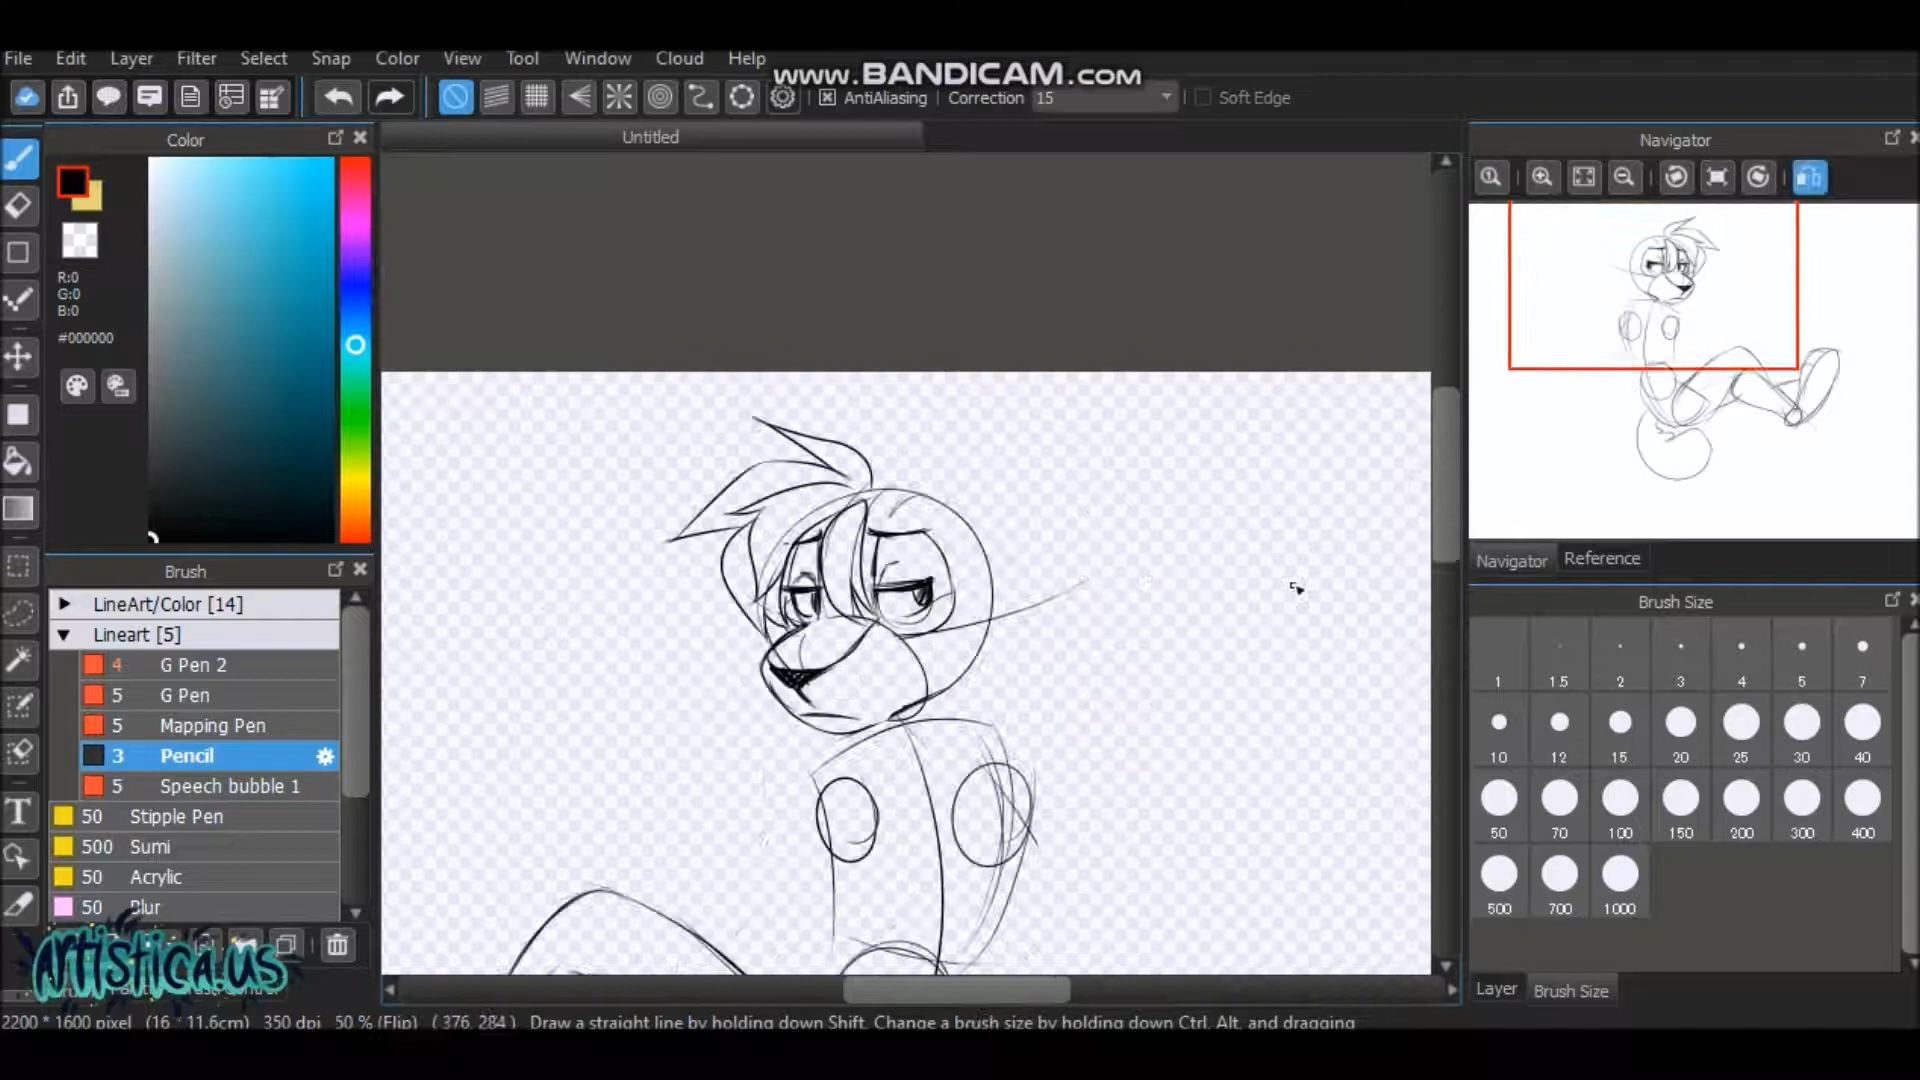 File Edit Layer Filter Select Snap Color View Tool Window Cloud Help
www.BANDICAM.com
AntiAliasing Correction 15 Soft Edge
Color
Untitled
Navigator
R:0
G:0
B:0
#000000
Brush
LineArt/Color [14]
Lineart [5]
4 G Pen 2
5 G Pen
5 Mapping Pen
3 Pencil
5 Speech bubble 1
50 Stipple Pen
500 Sumi
50 Acrylic
50 Blur
Artistica.us
Navigator Reference
Brush Size
1 1.5 2 3 4 5 7
10 12 15 20 25 30 40
50 70 100 150 200 300 400
500 700 1000
Layer Brush Size
2200 * 1600 pixel (16 * 11.6cm) 350 dpi 50 % (Flip) ( 376, 284 ) Draw a straight line by holding down Shift, Change a brush size by holding down Ctrl, Alt, and dragging